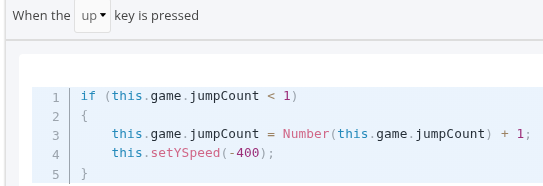 When the up key is pressed
1 if (this.game.jumpCount < 1)
2 {
3     this.game.jumpCount = Number(this.game.jumpCount) + 1;
4     this.setYSpeed(-400);
5 }